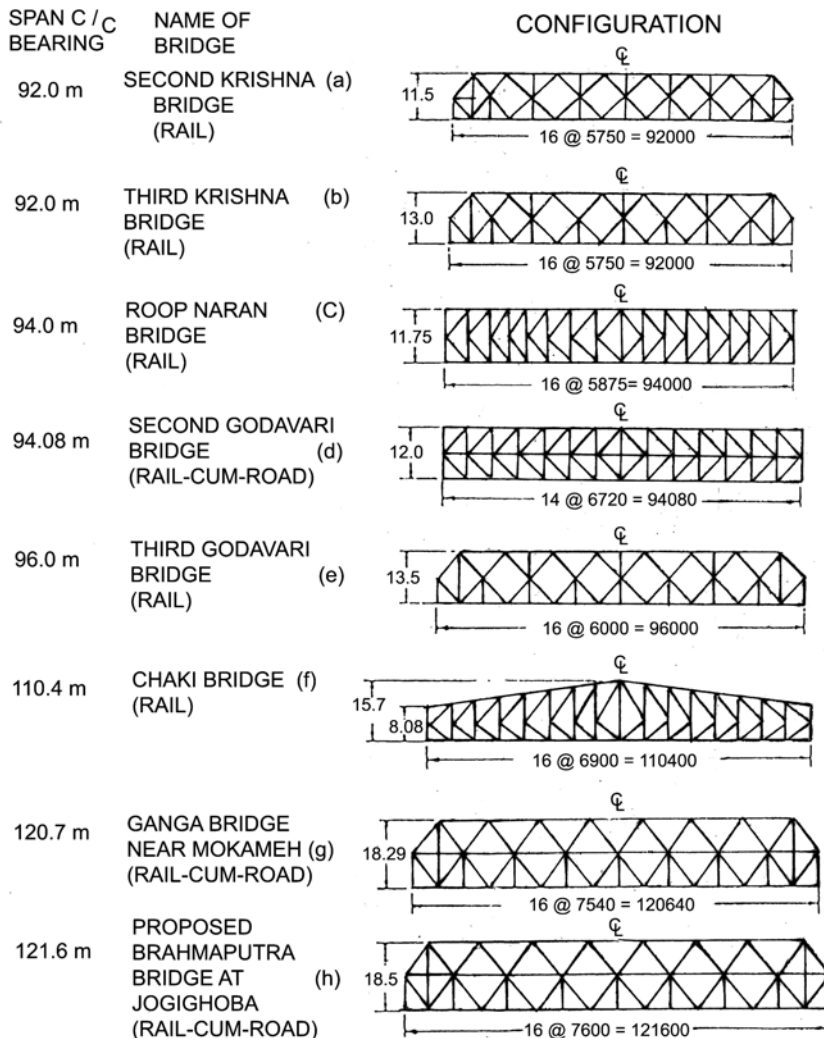 SPAN C / C
BEARING
NAME OF
BRIDGE
CONFIGURATION
℄
92.0 m
SECOND KRISHNA (a)
BRIDGE
(RAIL)
11.5
16 @ 5750 = 92000
℄
92.0 m
THIRD KRISHNA (b)
BRIDGE
(RAIL)
13.0
16 @ 5750 = 92000
℄
94.0 m
ROOP NARAN (C)
BRIDGE
(RAIL)
11.75
16 @ 5875= 94000
℄
94.08 m
SECOND GODAVARI
BRIDGE (d)
(RAIL-CUM-ROAD)
12.0
14 @ 6720 = 94080
℄
96.0 m
THIRD GODAVARI
BRIDGE (e)
(RAIL)
13.5
16 @ 6000 = 96000
℄
110.4 m
CHAKI BRIDGE (f)
(RAIL)
15.7
8.08
16 @ 6900 = 110400
℄
120.7 m
GANGA BRIDGE
NEAR MOKAMEH (g)
(RAIL-CUM-ROAD)
18.29
16 @ 7540 = 120640
℄
121.6 m
PROPOSED
BRAHMAPUTRA
BRIDGE AT (h)
JOGIGHOBA
(RAIL-CUM-ROAD)
18.5
16 @ 7600 = 121600